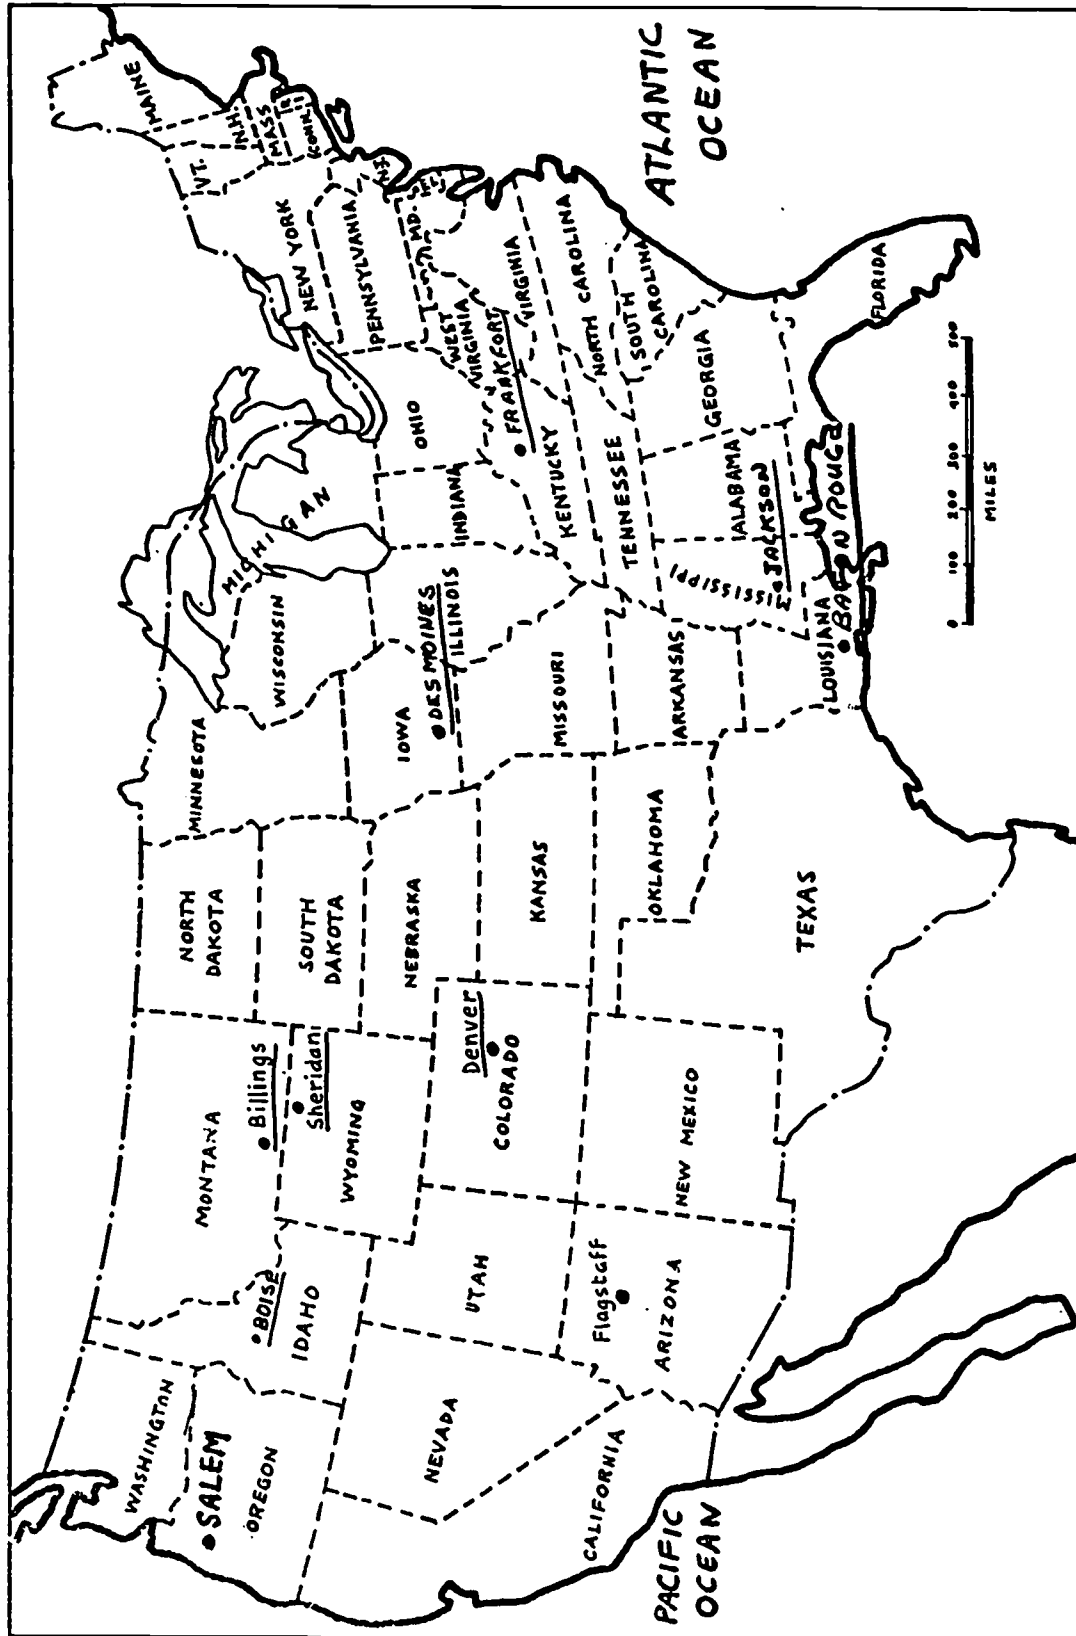 WASHINGTON
SALEM
OREGON
BOISE
IDAHO
MONTANA
Billings
Sheridan
WYOMING
NEVADA
UTAH
CALIFORNIA
PACIFIC
OCEAN
Flagstaff
ARIZONA
Denver
COLORADO
NEW MEXICO
NORTH
DAKOTA
SOUTH
DAKOTA
NEBRASKA
KANSAS
OKLAHOMA
TEXAS
MINNESOTA
IOWA
DES MOINES
MISSOURI
ARKANSAS
LOUISIANA
BATON ROUGE
WISCONSIN
ILLINOIS
MICHIGAN
INDIANA
OHIO
KENTUCKY
FRANKFORT
TENNESSEE
MISSISSIPPI
JACKSON
ALABAMA
GEORGIA
FLORIDA
SOUTH
CAROLINA
NORTH CAROLINA
VIRGINIA
WEST
VIRGINIA
MD.
DEL
PENNSYLVANIA
N.J.
NEW YORK
CONN.
R.I.
MASS
VT.
N.H.
MAINE
ATLANTIC
OCEAN
0 100 200 300 400 500
MILES